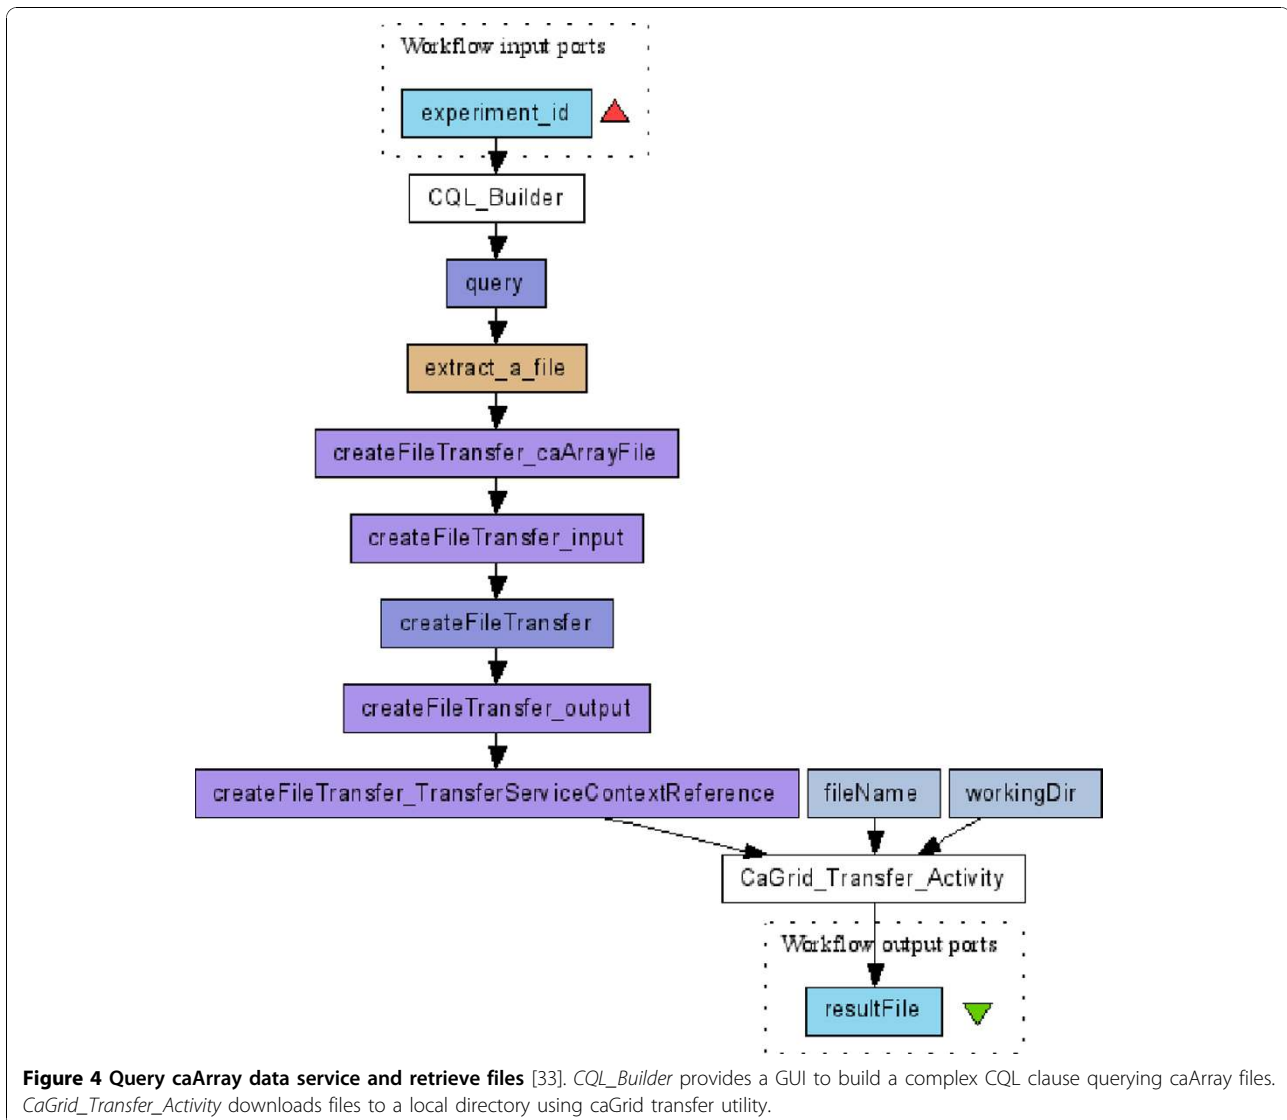 Workflow input ports
experiment_id
CQL_Builder
query
extract_a_file
createFileTransfer_caArrayFile
createFileTransfer_input
createFileTransfer
createFileTransfer_output
createFileTransfer_TransferServiceContextReference
fileName
workingDir
CaGrid_Transfer_Activity
Workflow output ports
resultFile
Figure 4 Query caArray data service and retrieve files [33]. CQL_Builder provides a GUI to build a complex CQL clause querying caArray files.
CaGrid_Transfer_Activity downloads files to a local directory using caGrid transfer utility.